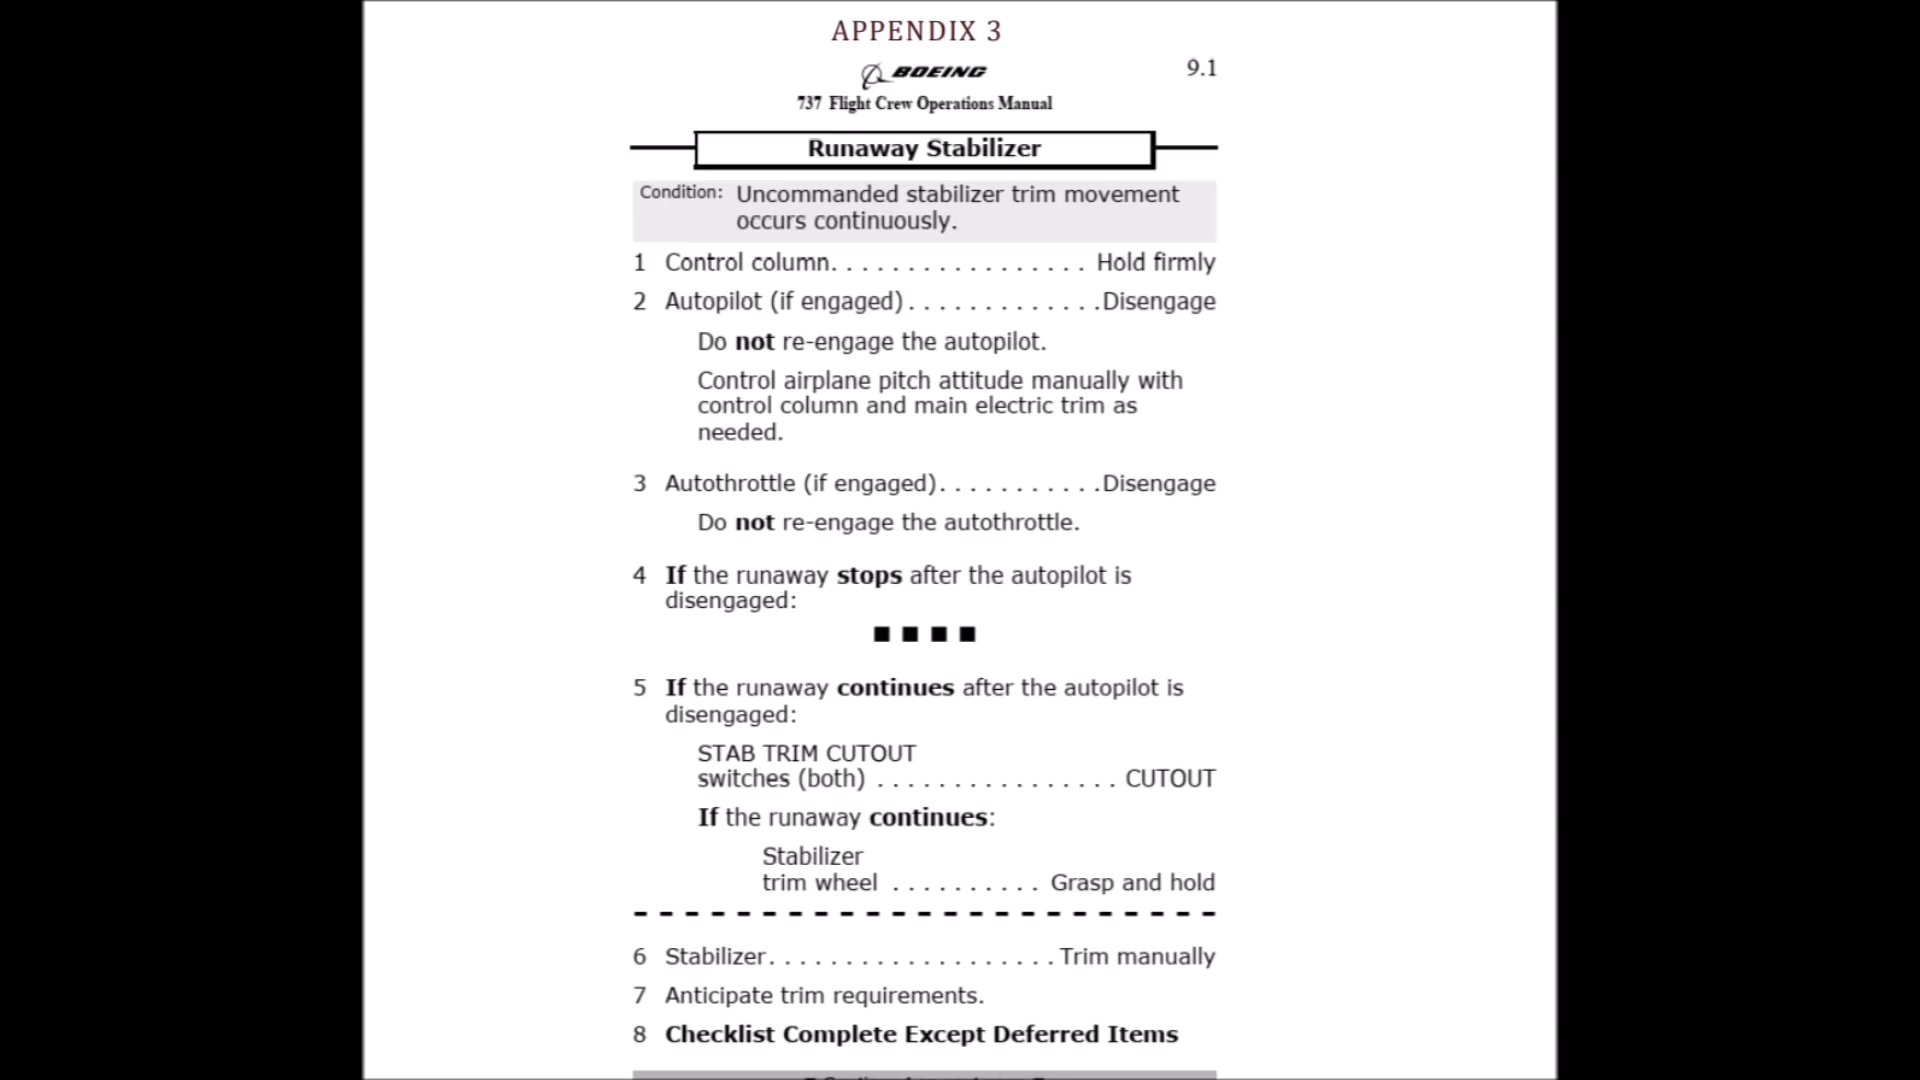 APPENDIX 3
BOEING
9.1
737 Flight Crew Operations Manual
Runaway Stabilizer
Condition: Uncommanded stabilizer trim movement
occurs continuously.
1 Control column. . . . . . . . . . . . . . . . . Hold firmly
2 Autopilot (if engaged) . . . . . . . . . . . . .Disengage
Do not re-engage the autopilot.
Control airplane pitch attitude manually with
control column and main electric trim as
needed.
3 Autothrottle (if engaged). . . . . . . . . . .Disengage
Do not re-engage the autothrottle.
4 If the runaway stops after the autopilot is
disengaged:
5 If the runaway continues after the autopilot is
disengaged:
STAB TRIM CUTOUT
switches (both) . . . . . . . . . . . . . . . . CUTOUT
If the runaway continues:
Stabilizer
trim wheel . . . . . . . . . . Grasp and hold
6 Stabilizer. . . . . . . . . . . . . . . . . . . Trim manually
7 Anticipate trim requirements.
8 Checklist Complete Except Deferred Items